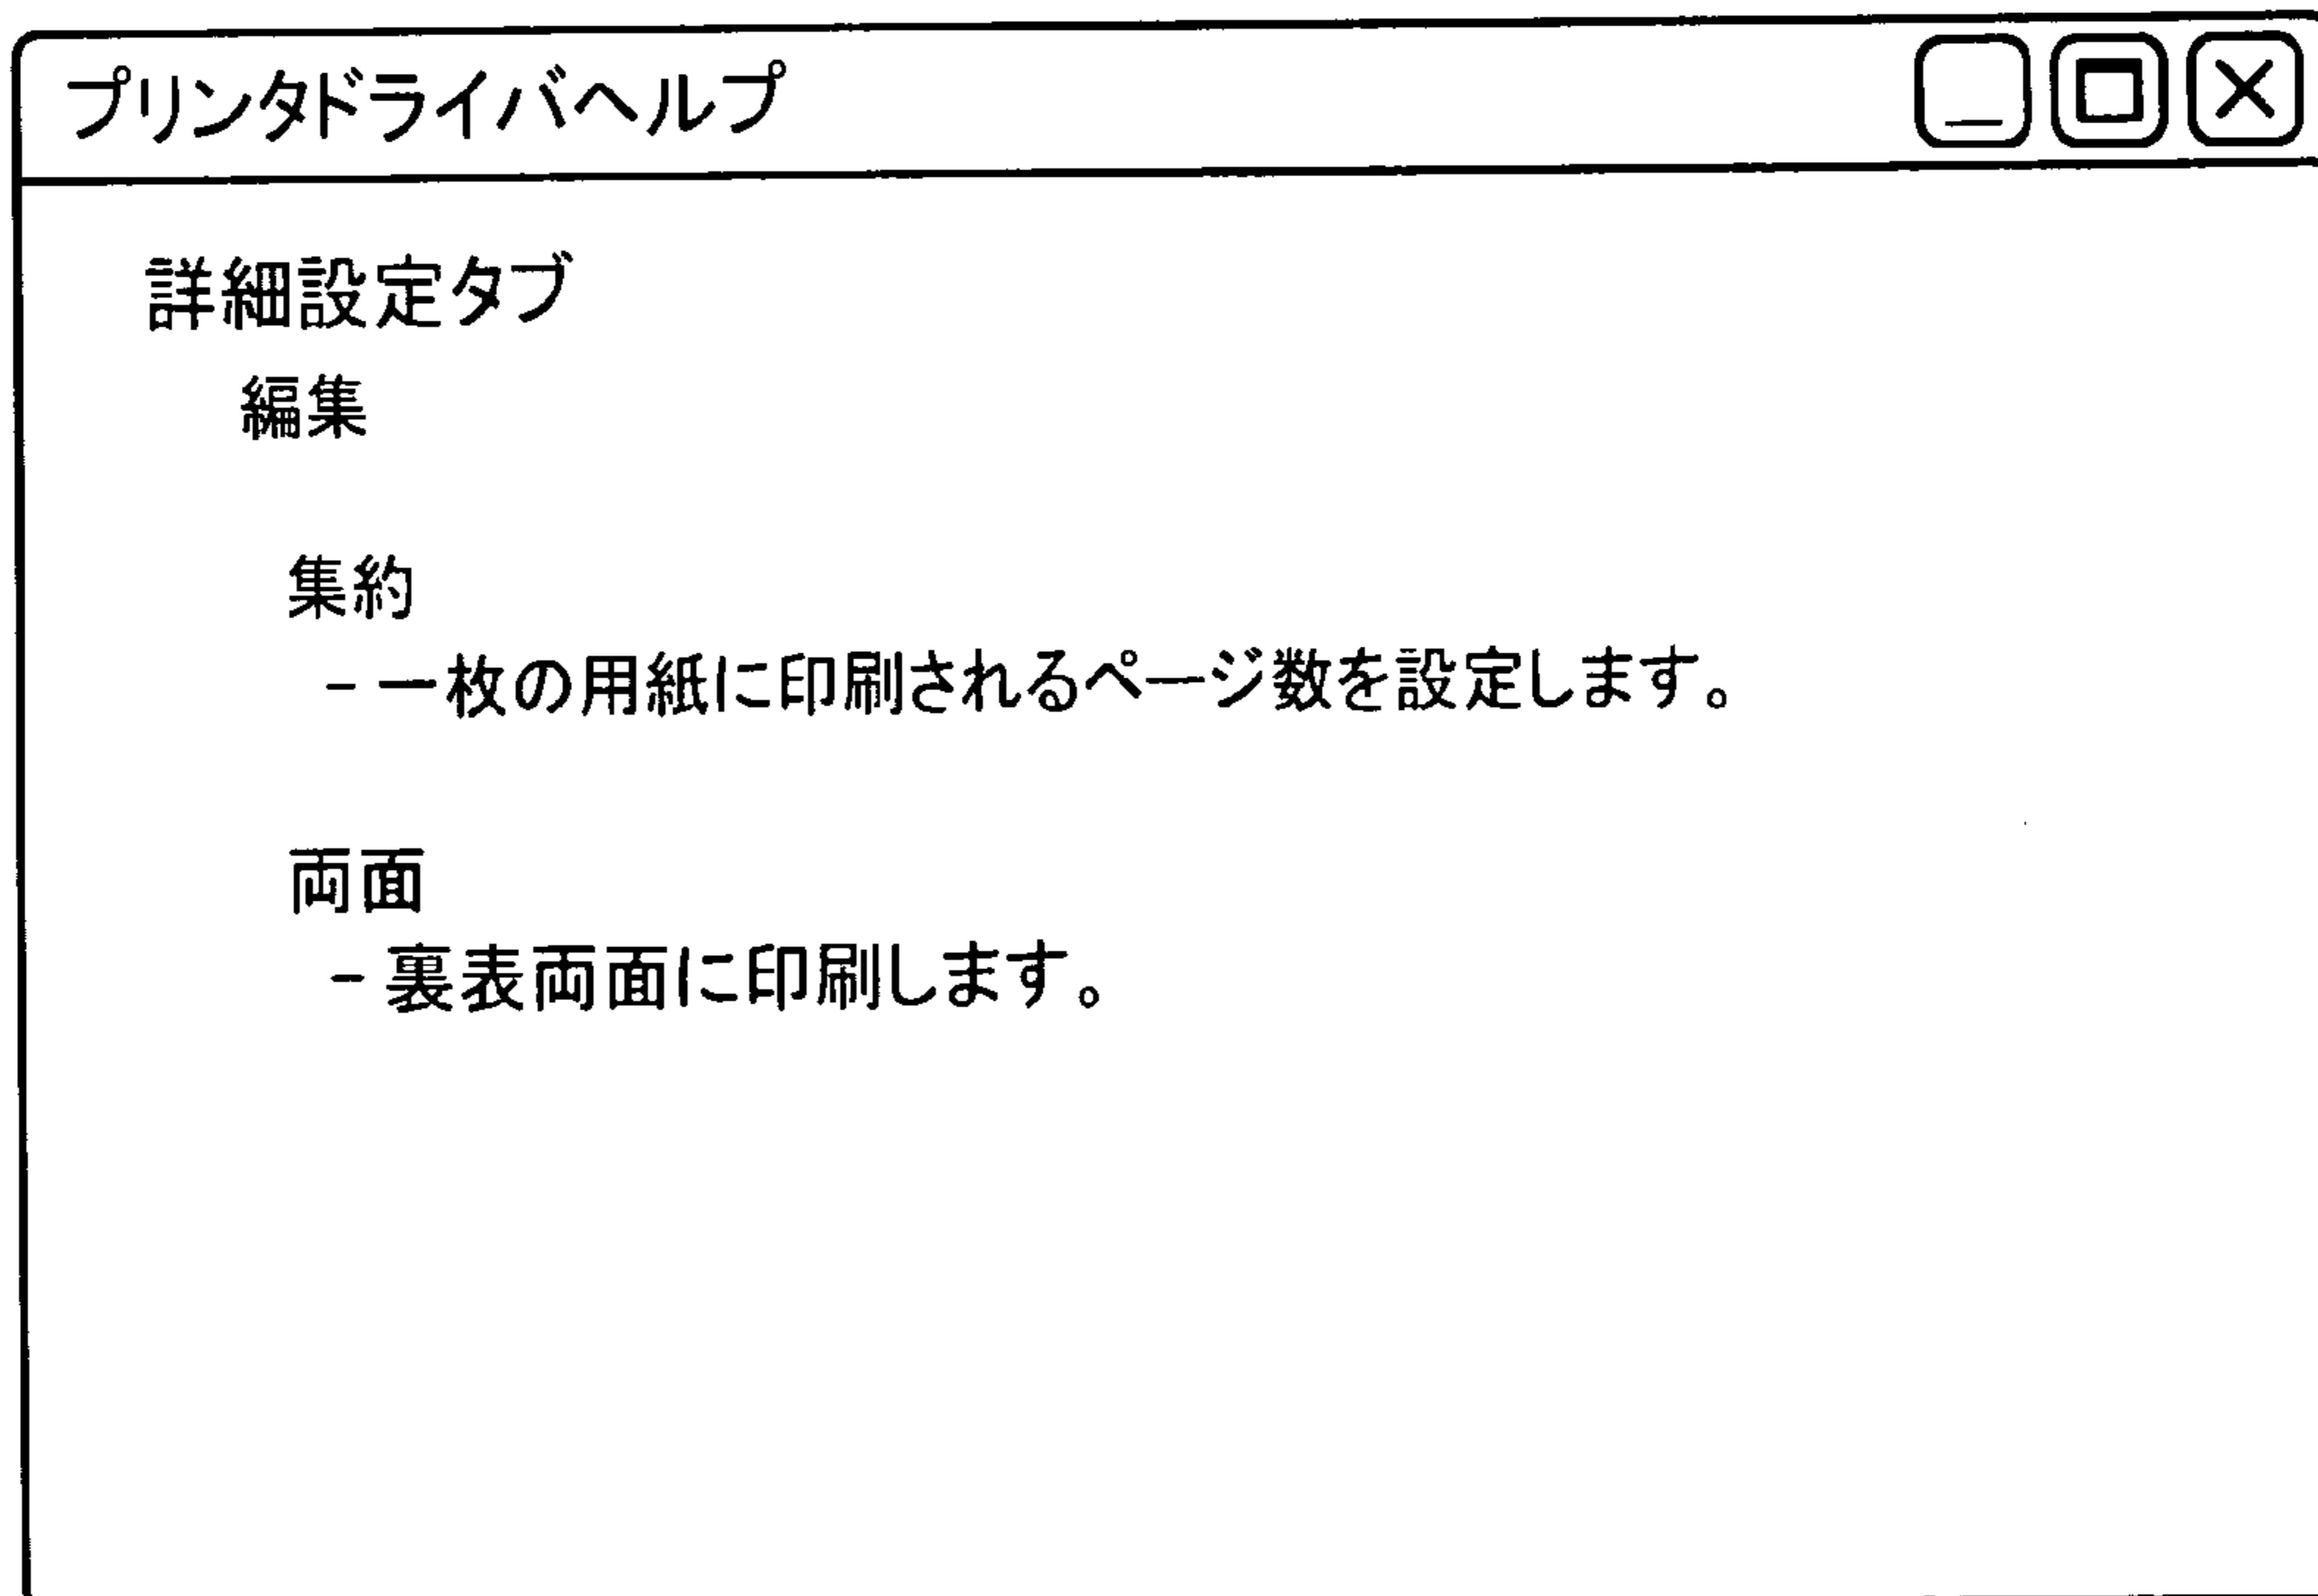 プリンタドライバヘルプ
詳細設定タブ
編集
集約
－一枚の用紙に印刷されるページ数を設定します。
両面
－裏表両面に印刷します。